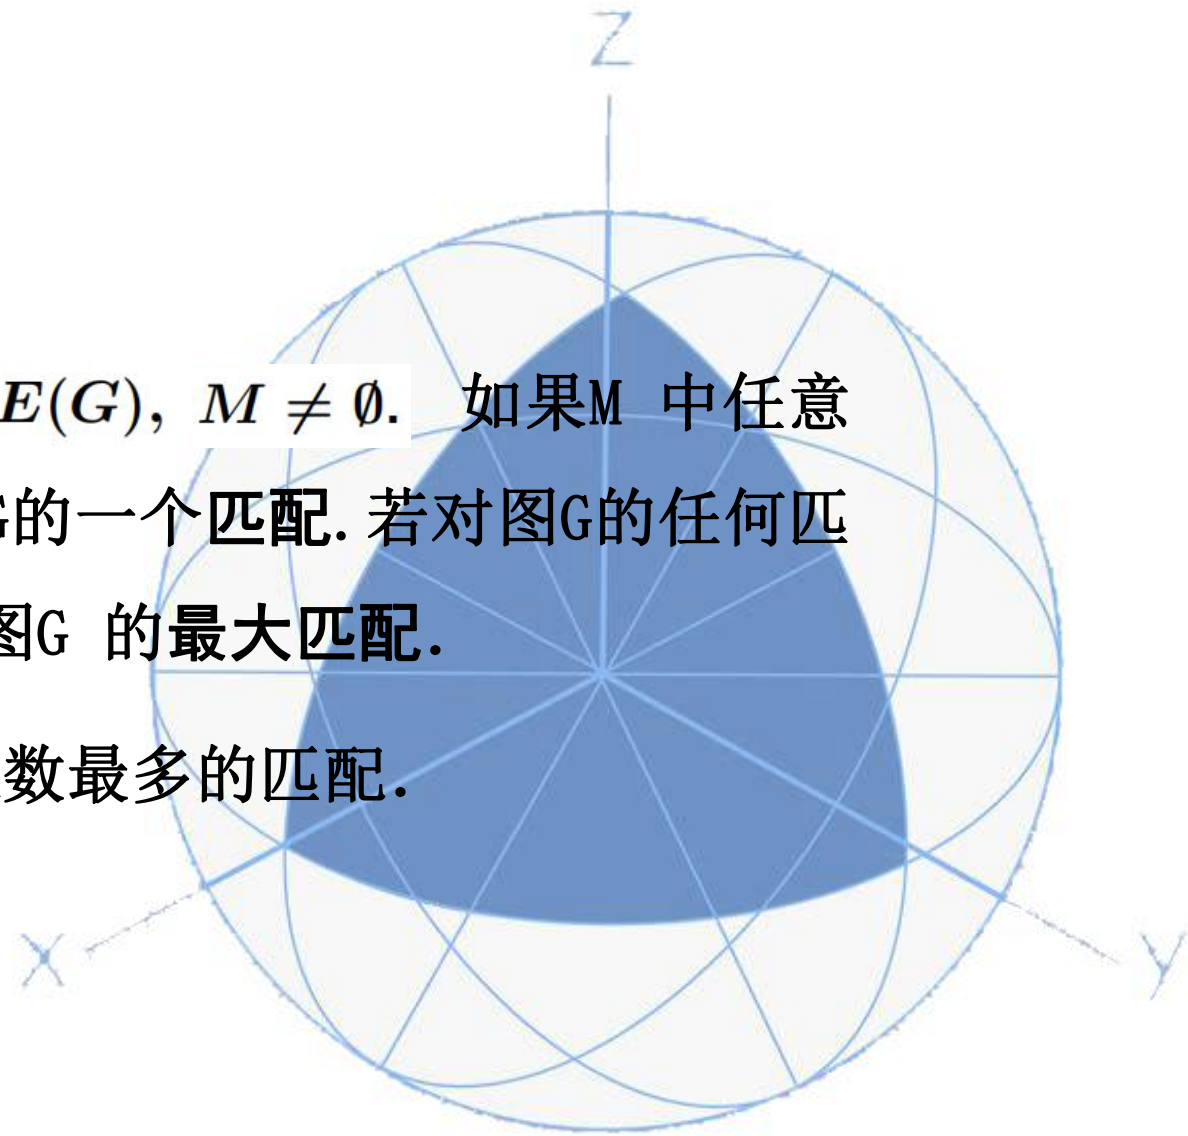 Z
E(G), M ≠ ∅. 如果M 中任意
G的一个匹配.若对图G的任何匹
图G 的最大匹配.
数最多的匹配.
X
Y